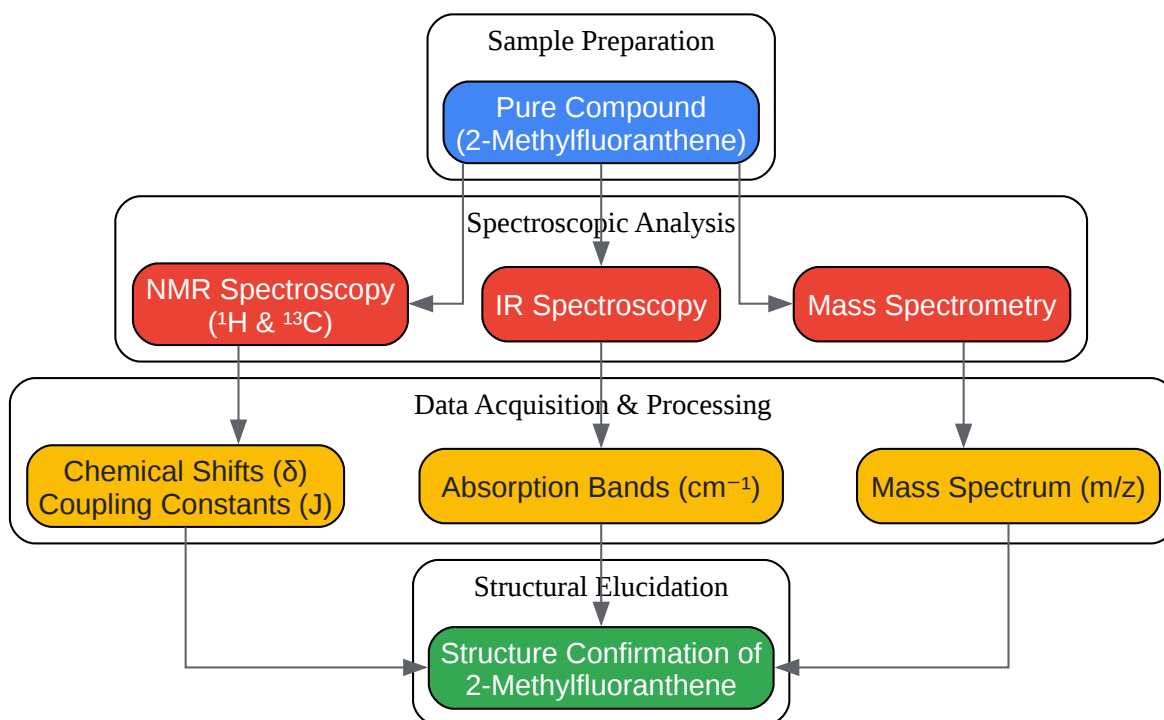 Sample Preparation
Pure Compound
(2-Methylfluoranthene)
Spectroscopic Analysis
NMR Spectroscopy
(¹H & ¹³C)
IR Spectroscopy
Mass Spectrometry
Data Acquisition & Processing
Chemical Shifts (δ)
Coupling Constants (J)
Absorption Bands (cm⁻¹)
Mass Spectrum (m/z)
Structural Elucidation
Structure Confirmation of
2-Methylfluoranthene